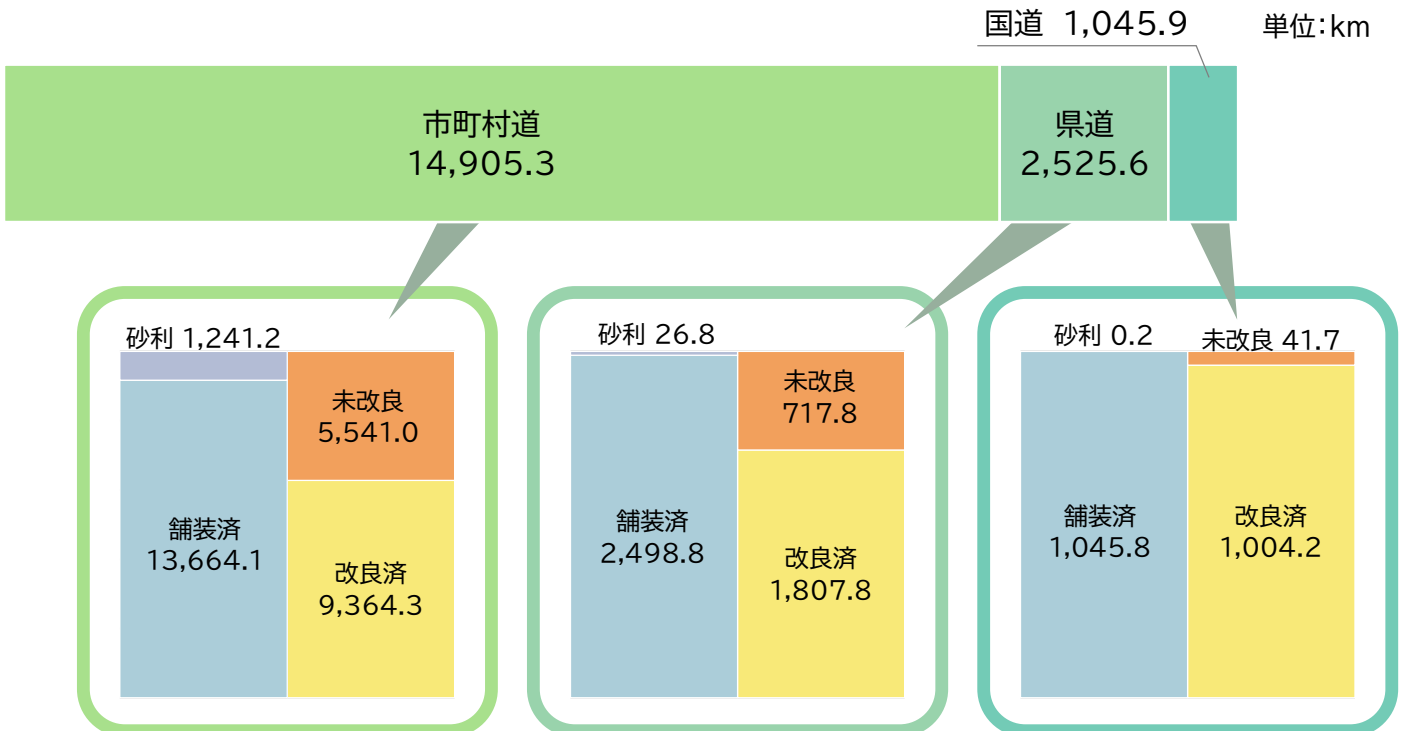 国道 1,045.9
単位:km
市町村道
14,905.3
県道
2,525.6
砂利 1,241.2
未改良
5,541.0
舗装済
13,664.1
改良済
9,364.3
砂利 26.8
未改良
717.8
舗装済
2,498.8
改良済
1,807.8
砂利 0.2
未改良 41.7
舗装済
1,045.8
改良済
1,004.2